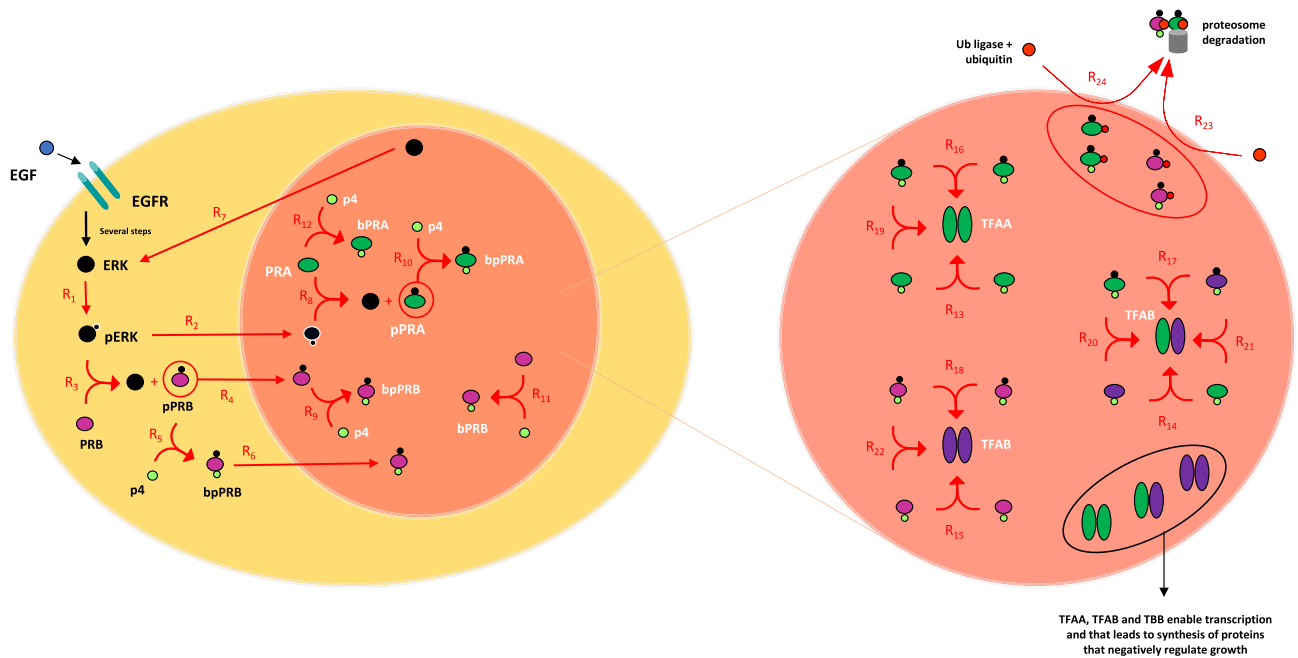 EGF
EGFR
Several steps
ERK
R1
pERK
R2
R3
+
pPRB
R4
PRB
R5
p4
bpPRB
R6
R7
p4
R12
bPRA
PRA
p4
R10
bpPRA
R8
+
pPRA
R9
bpPRB
p4
R11
bPRB
Ub ligase +
ubiquitin
proteosome
degradation
R24
R23
R16
R19
TFAA
R13
R17
TFAB
R20
R21
R14
R18
R22
TFAB
R15
TFAA, TFAB and TBB enable transcription
and that leads to synthesis of proteins
that negatively regulate growth